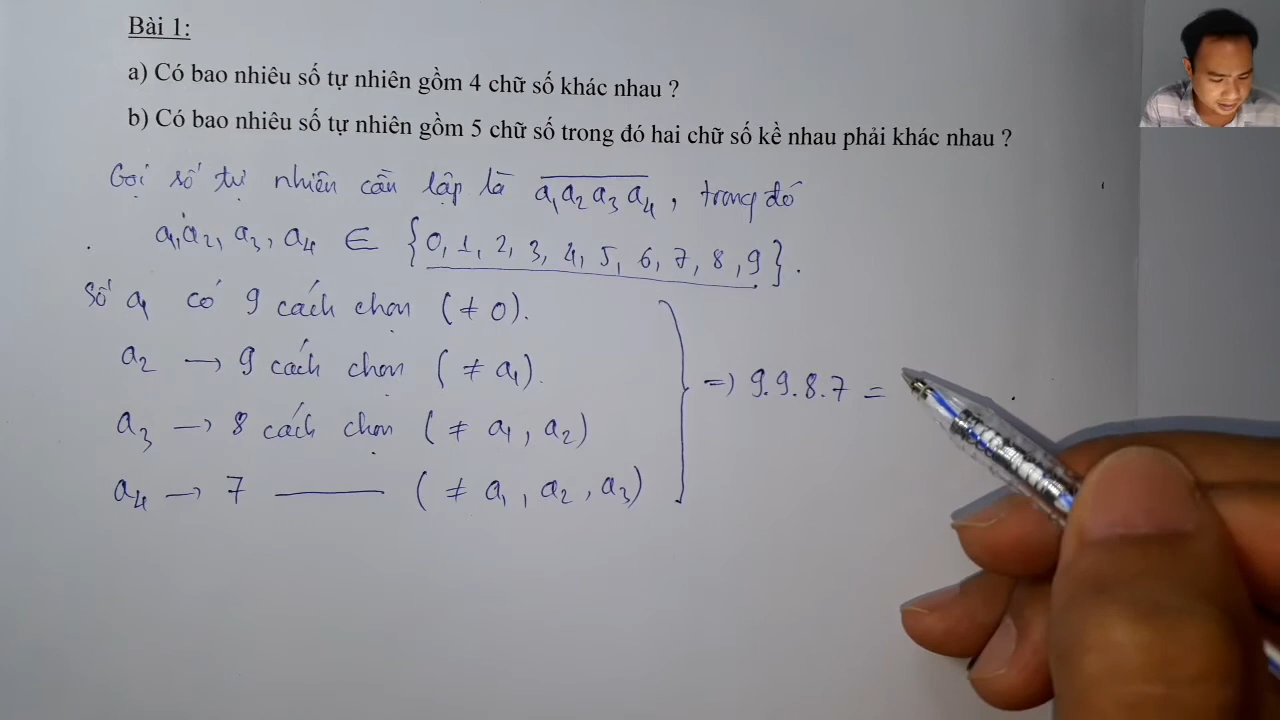 Bài 1:
a) Có bao nhiêu số tự nhiên gồm 4 chữ số khác nhau ?
b) Có bao nhiêu số tự nhiên gồm 5 chữ số trong đó hai chữ số kề nhau phải khác nhau ?
Gọi số tự nhiên cần lập là a₁a₂a₃a₄, trong đó
a₁,a₂, a₃, a₄ ∈ {0, 1, 2, 3, 4, 5, 6, 7, 8, 9}.
Số a₁ có 9 cách chọn (≠ 0).
a₂ → 9 cách chọn (≠ a₁).
a₃ → 8 cách chọn (≠ a₁, a₂)
a₄ → 7 —— (≠ a₁, a₂, a₃)
=> 9.9.8.7 =